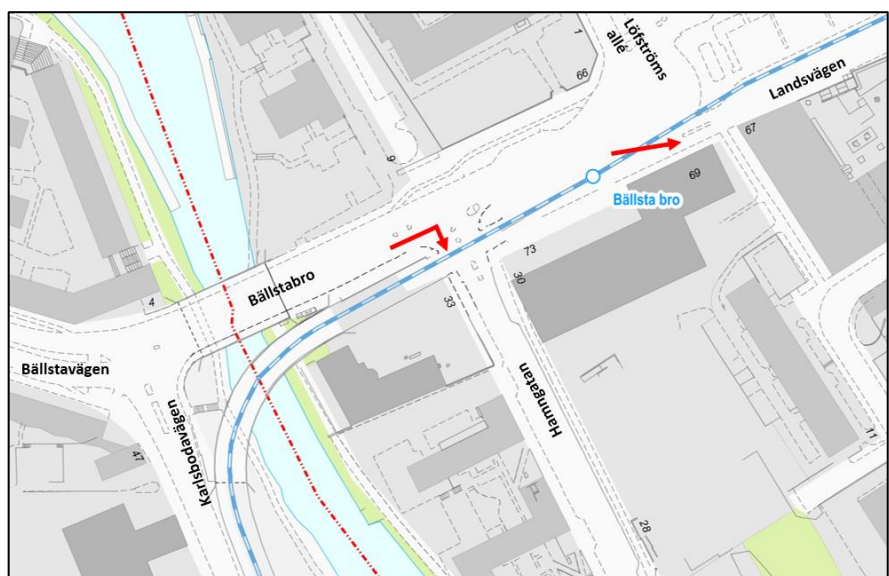 Löfströms
allé
1
66
Landsvägen
67
9
69
Bällsta bro
73
30
Bällstabro
4
33
Bällstavägen
Hamngatan
Karlsbodavägen
47
11
28